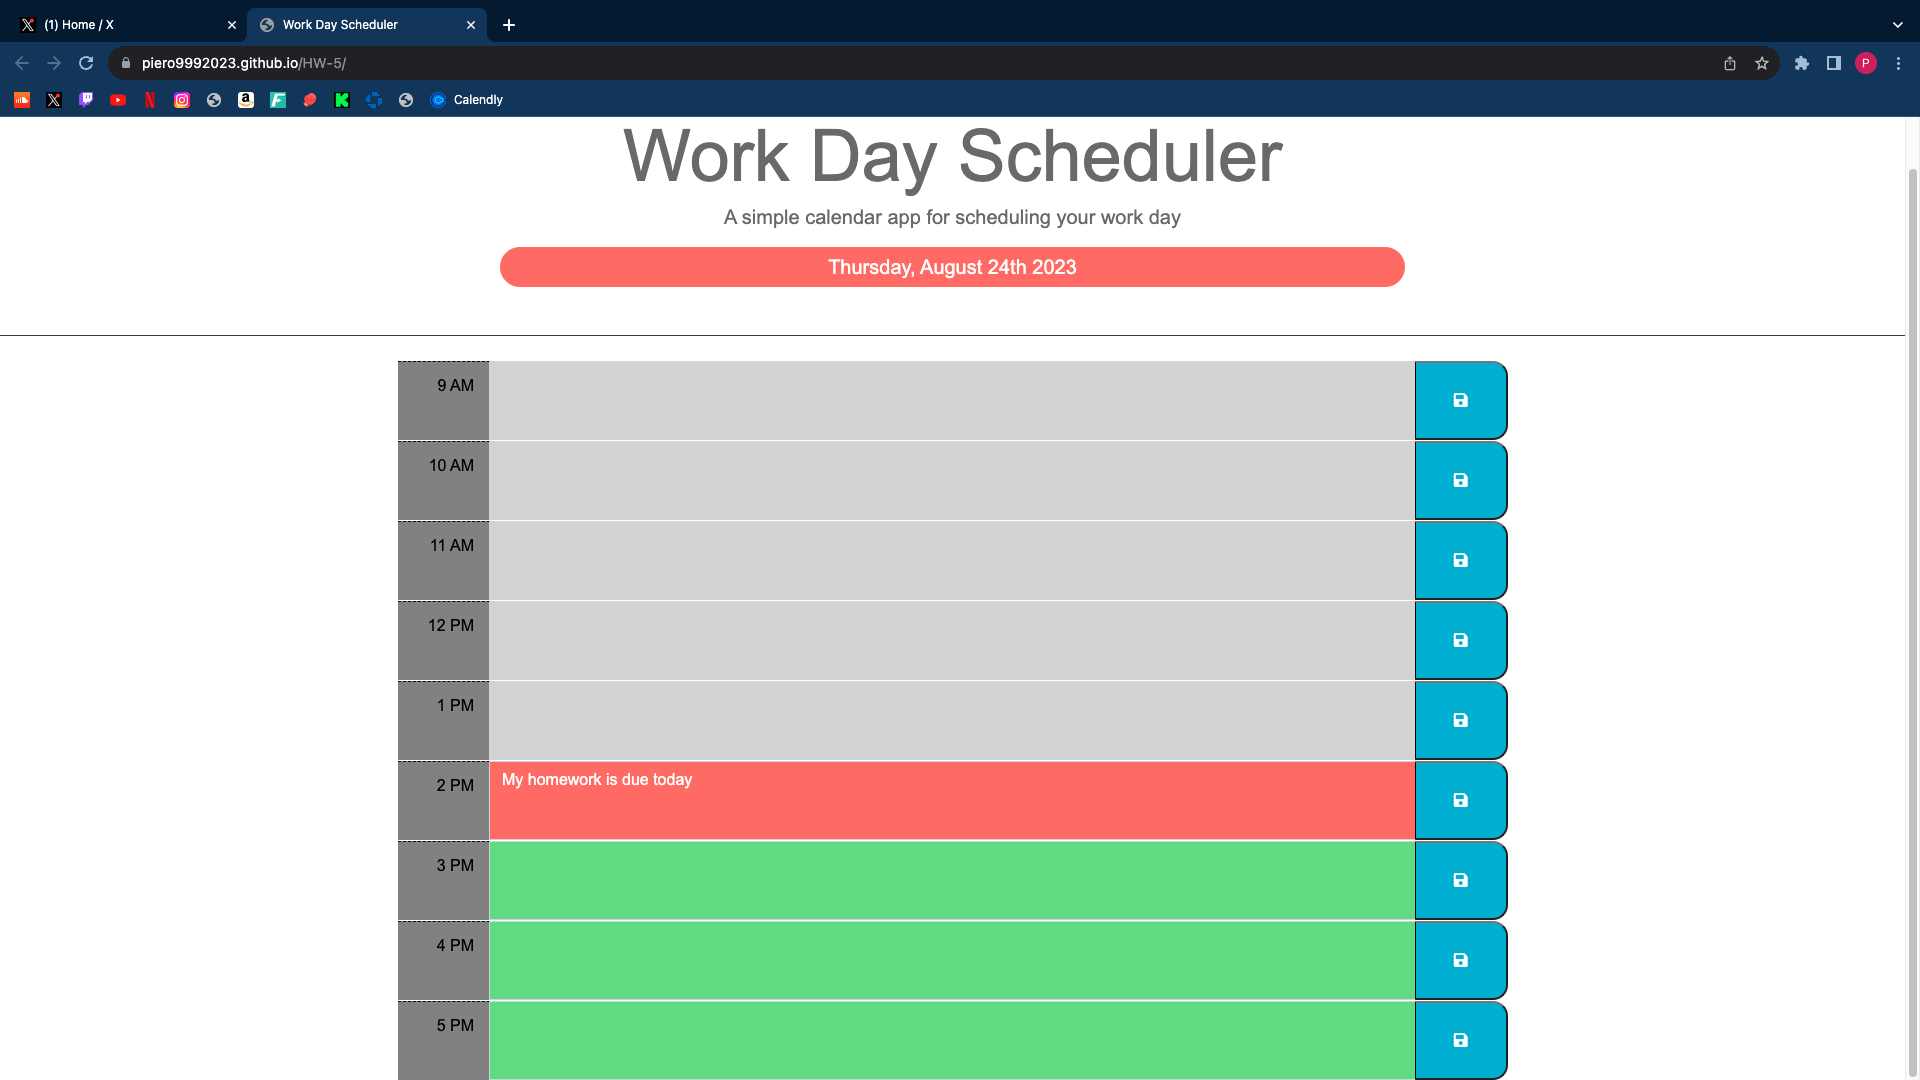 (1) Home / X
Work Day Scheduler
piero9992023.github.io/HW-5/
P
Calendly
Work Day Scheduler
A simple calendar app for scheduling your work day
Thursday, August 24th 2023
9 AM
10 AM
11 AM
12 PM
1 PM
2 PM
My homework is due today
3 PM
4 PM
5 PM